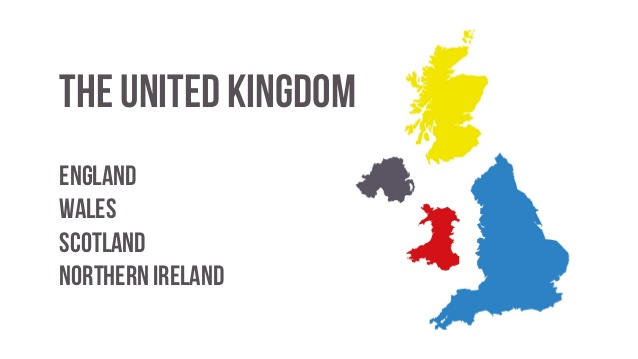 THE UNITED KINGDOM
ENGLAND
WALES
SCOTLAND
NORTHERN IRELAND